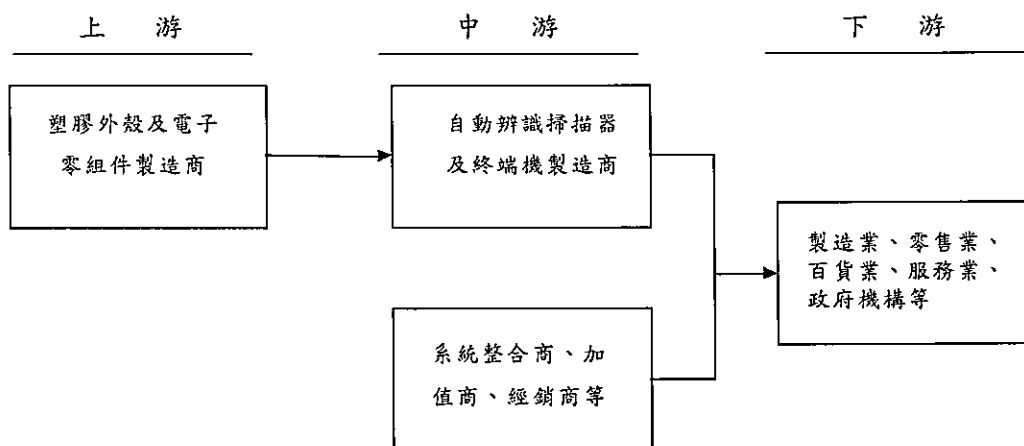 上 游
中 游
下 游
塑膠外殼及電子
零組件製造商
自動辨識掃描器
及終端機製造商
製造業、零售業、
百貨業、服務業、
政府機構等
系統整合商、加
值商、經銷商等